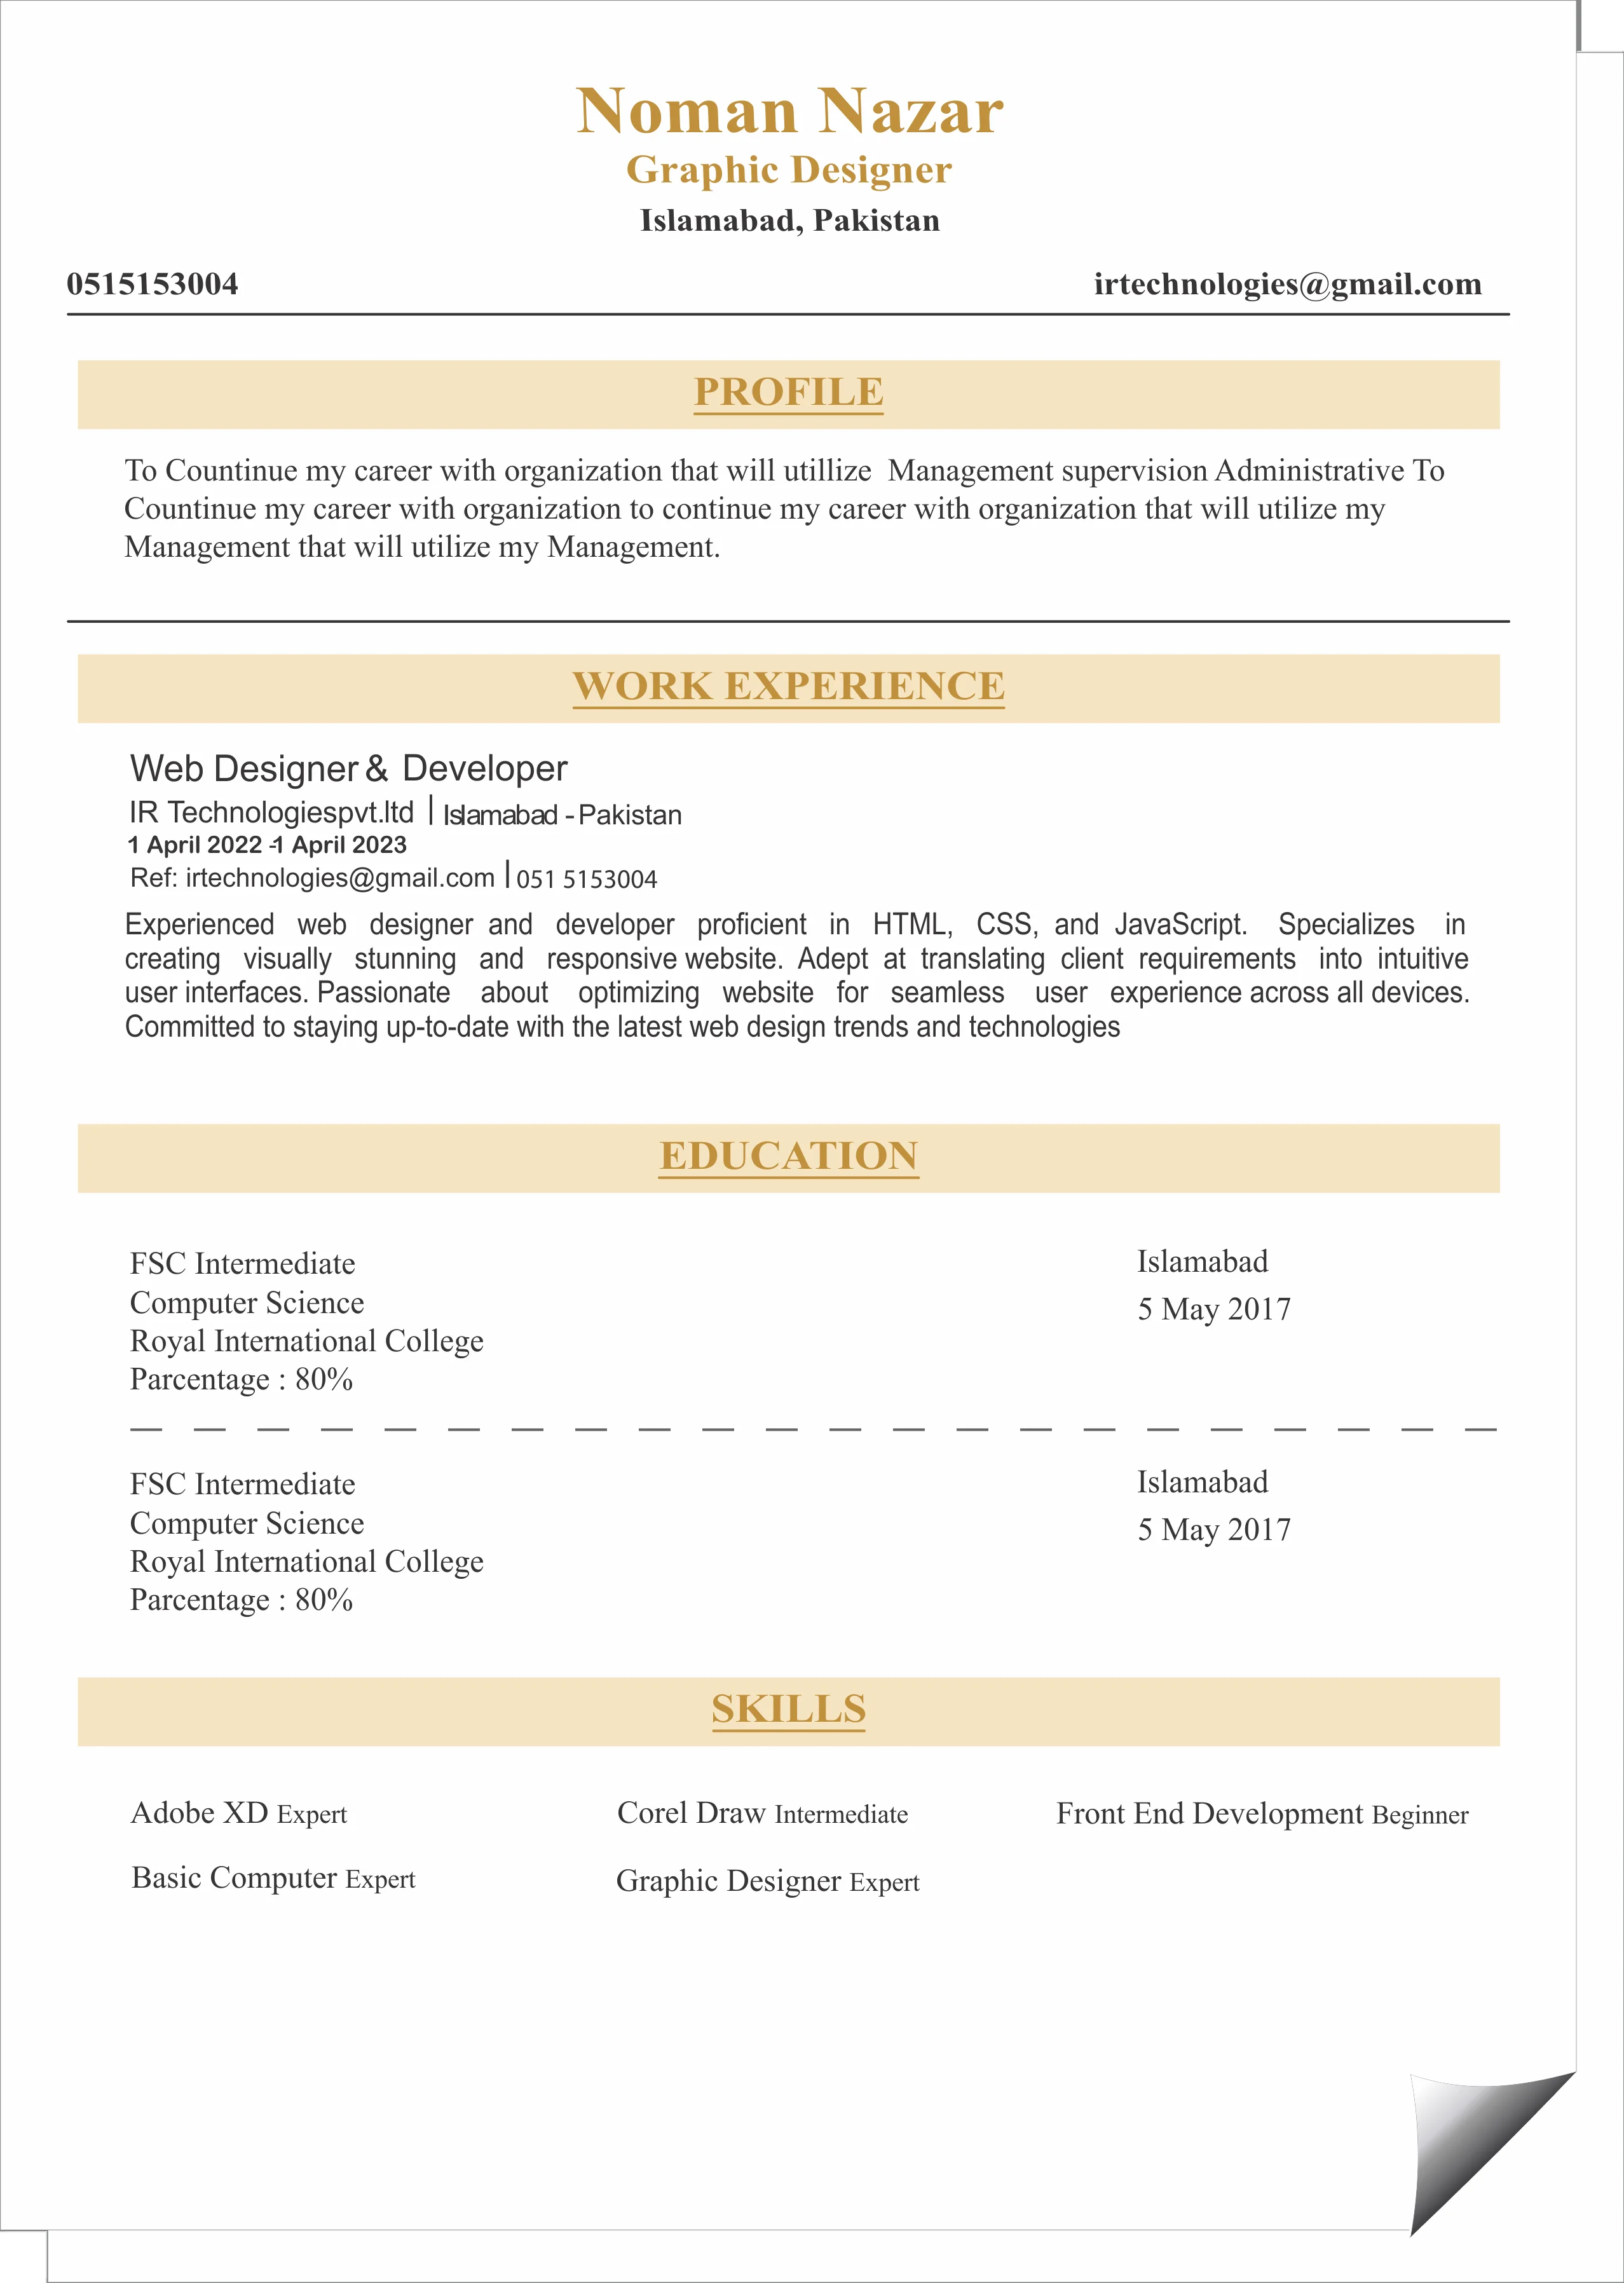 Noman Nazar
Graphic Designer
Islamabad, Pakistan
0515153004 irtechnologies@gmail.com
PROFILE
To Countinue my career with organization that will utillize Management supervision Administrative To
Countinue my career with organization to continue my career with organization that will utilize my
Management that will utilize my Management.
WORK EXPERIENCE
Web Designer & Developer
IR Technologiespvt.ltd | Islamabad - Pakistan
1 April 2022 -1 April 2023
Ref: irtechnologies@gmail.com | 051 5153004
Experienced web designer and developer proficient in HTML, CSS, and JavaScript. Specializes in
creating visually stunning and responsive website. Adept at translating client requirements into intuitive
user interfaces. Passionate about optimizing website for seamless user experience across all devices.
Committed to staying up-to-date with the latest web design trends and technologies
EDUCATION
FSC Intermediate Islamabad
Computer Science 5 May 2017
Royal International College
Parcentage : 80%
FSC Intermediate Islamabad
Computer Science 5 May 2017
Royal International College
Parcentage : 80%
SKILLS
Adobe XD Expert Corel Draw Intermediate Front End Development Beginner
Basic Computer Expert Graphic Designer Expert